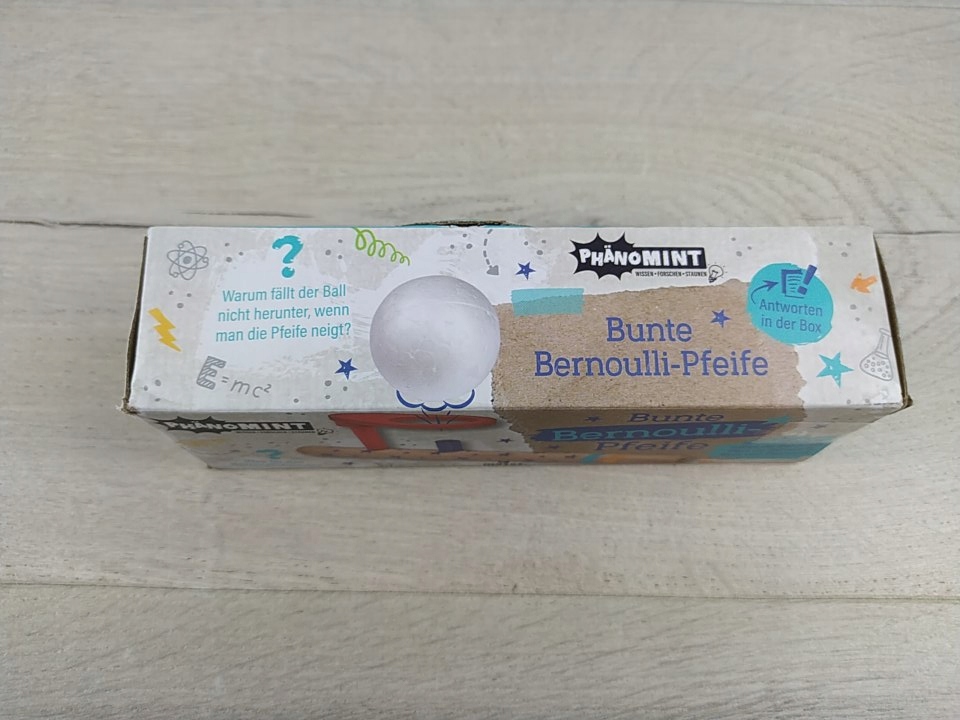 ?
Warum fällt der Ball
nicht herunter, wenn
man die Pfeife neigt?
E=mc²
PHÄNOMINT
WISSEN•FORSCHEN•STAUNEN
Bunte
Bernoulli-Pfeife
Antworten
in der Box
PHÄNOMINT
?
Bunte
Bernoulli-
Pfeife